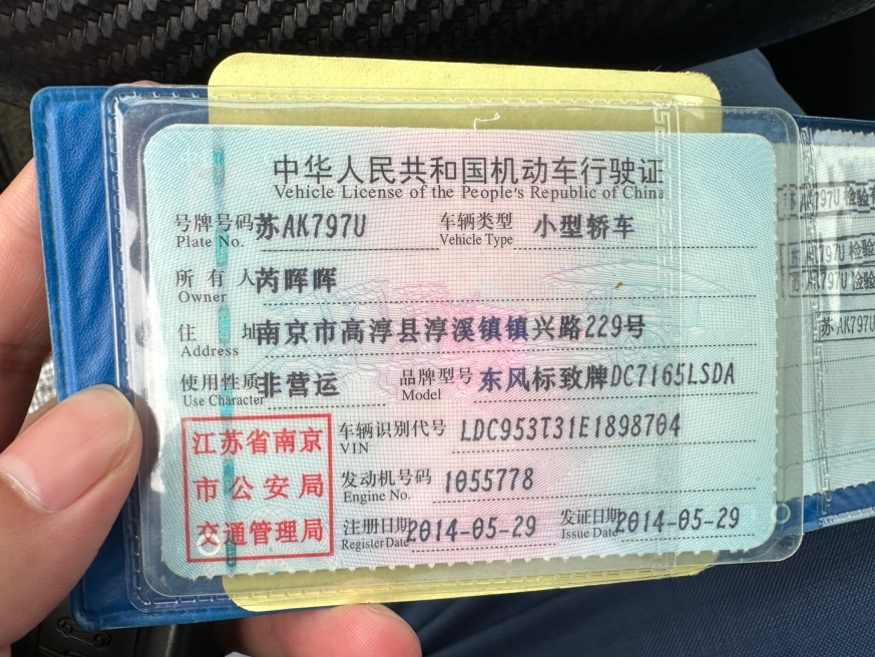 中华人民共和国机动车行驶证
Vehicle License of the People's Republic of China
号牌号码 苏AK797U 车辆类型 小型轿车
Plate No. Vehicle Type
所有人 芮晖晖
Owner
住址 南京市高淳县淳溪镇镇兴路229号
Address
使用性质 非营运 品牌型号 东风标致牌DC7165LSDA
Use Character Model
江苏省南京
市公安局
交通管理局
车辆识别代号 LDC953T31E1898704
VIN
发动机号码 1055778
Engine No.
注册日期 2014-05-29 发证日期 2014-05-29
Register Date Issue Date
苏AK797U 检验
苏AK797U 检验
苏AK797U 检验
苏AK797U